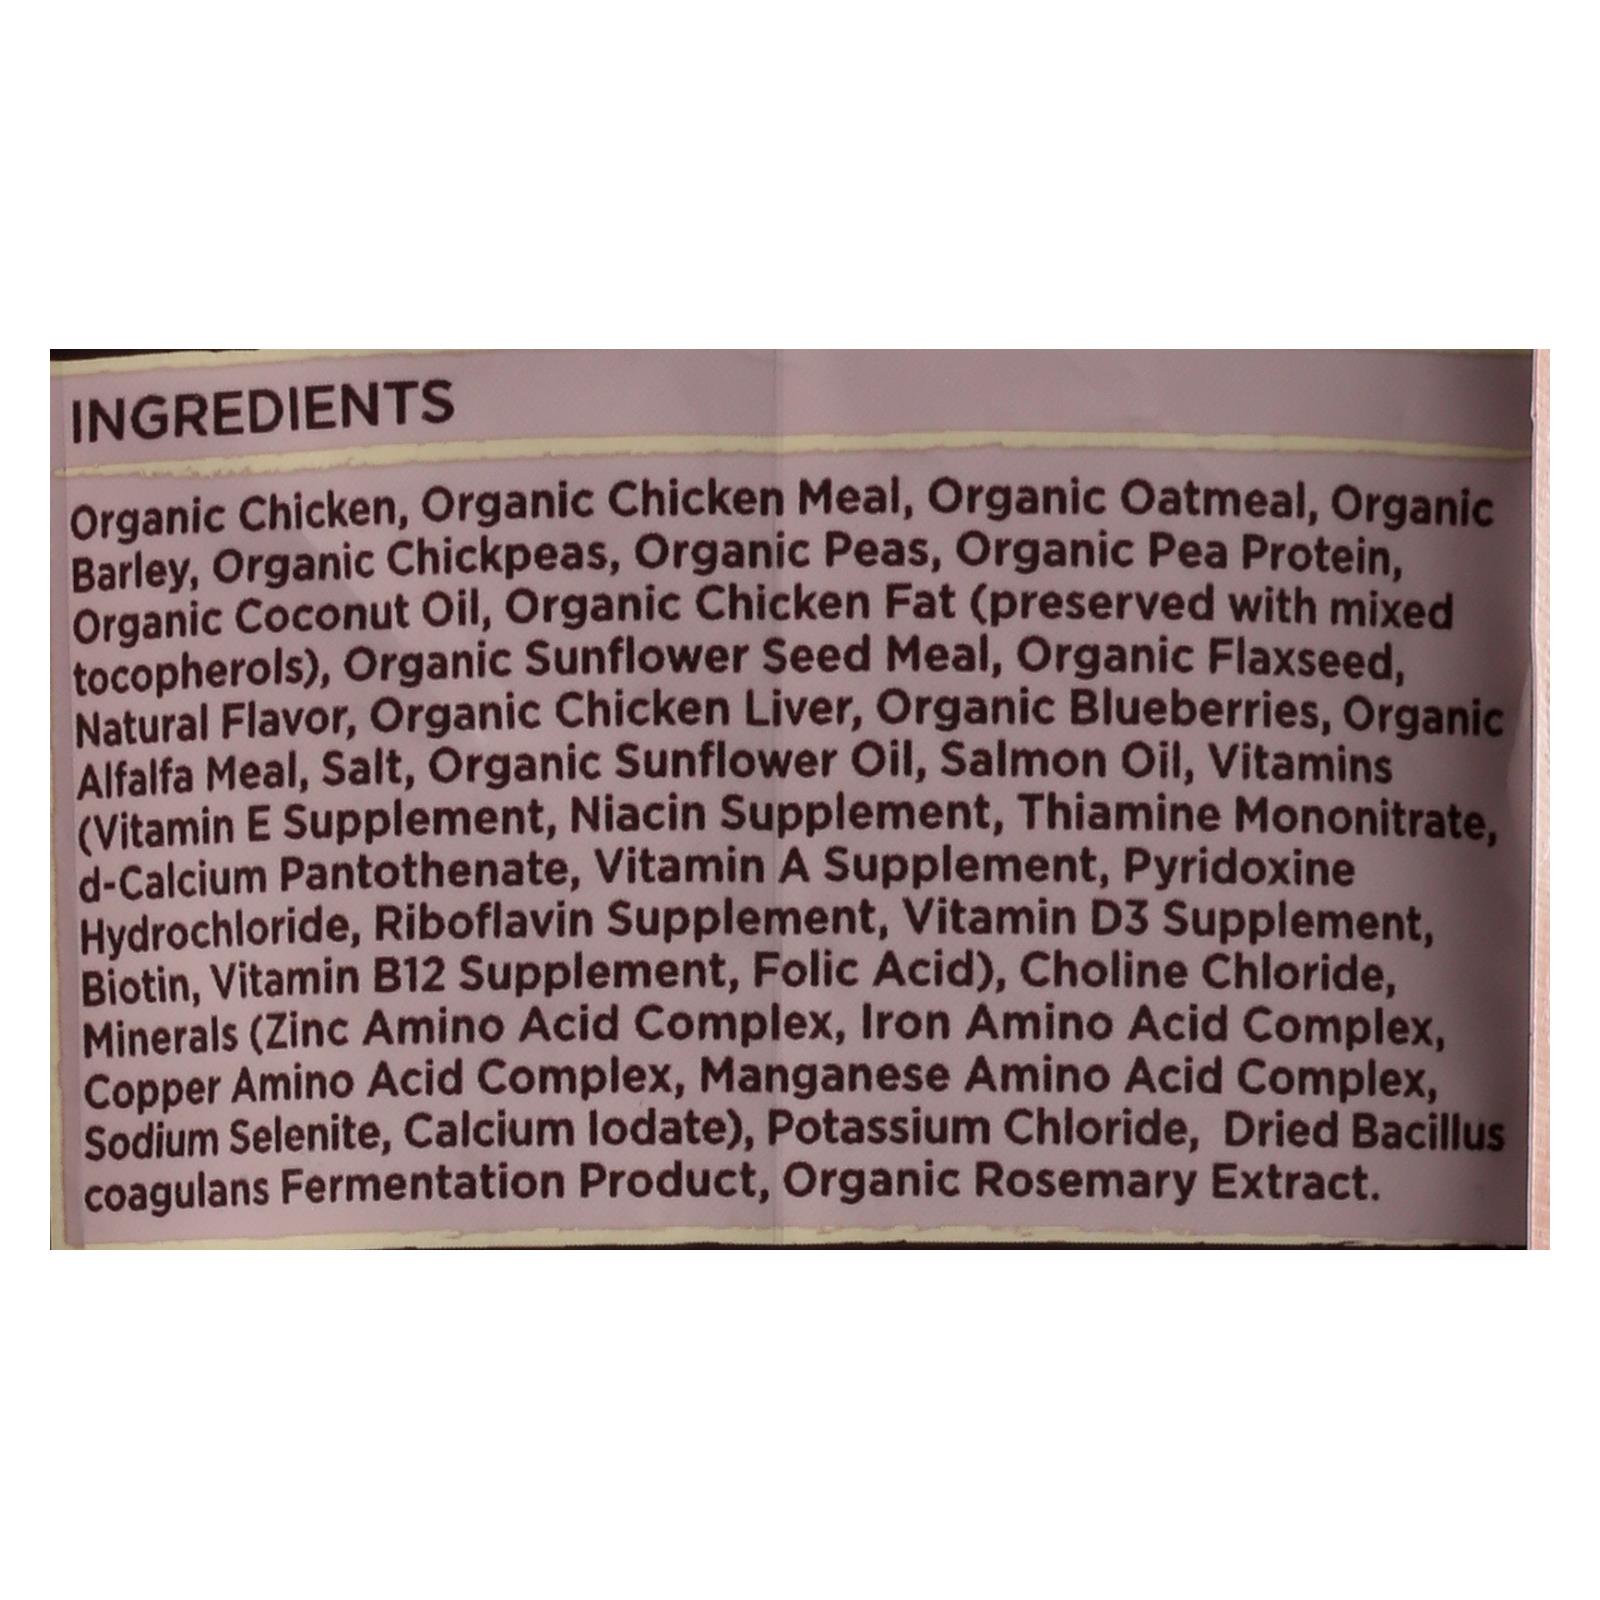 INGREDIENTS
Organic Chicken, Organic Chicken Meal, Organic Oatmeal, Organic
Barley, Organic Chickpeas, Organic Peas, Organic Pea Protein,
Organic Coconut Oil, Organic Chicken Fat (preserved with mixed
tocopherols), Organic Sunflower Seed Meal, Organic Flaxseed,
Natural Flavor, Organic Chicken Liver, Organic Blueberries, Organic
Alfalfa Meal, Salt, Organic Sunflower Oil, Salmon Oil, Vitamins
(Vitamin E Supplement, Niacin Supplement, Thiamine Mononitrate,
d-Calcium Pantothenate, Vitamin A Supplement, Pyridoxine
Hydrochloride, Riboflavin Supplement, Vitamin D3 Supplement,
Biotin, Vitamin B12 Supplement, Folic Acid), Choline Chloride,
Minerals (Zinc Amino Acid Complex, Iron Amino Acid Complex,
Copper Amino Acid Complex, Manganese Amino Acid Complex,
Sodium Selenite, Calcium Iodate), Potassium Chloride, Dried Bacillus
coagulans Fermentation Product, Organic Rosemary Extract.